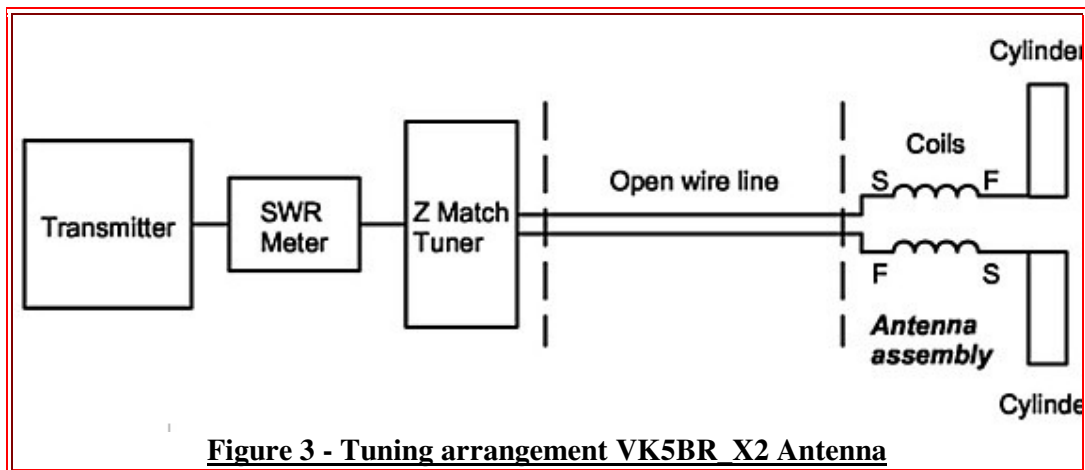 Cylinder
Coils
S F
Open wire line
Transmitter
SWR
Meter
Z Match
Tuner
F S
Antenna
assembly
Cylinde
Figure 3 - Tuning arrangement VK5BR_X2 Antenna